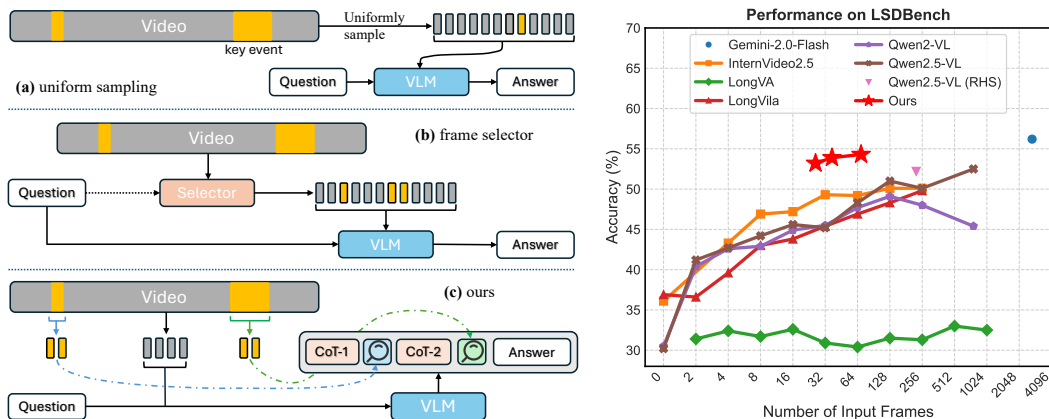 Video
key event
Uniformly
sample
Question
VLM
Answer
(a) uniform sampling
(b) frame selector
Video
Question
Selector
VLM
Answer
Video
(c) ours
CoT-1
CoT-2
Answer
Question
VLM
Performance on LSDBench
Gemini-2.0-Flash
InternVideo2.5
LongVA
LongVila
Qwen2-VL
Qwen2.5-VL
Qwen2.5-VL (RHS)
Ours
Accuracy (%)
70
65
60
55
50
45
40
35
30
0 2 4 8 16 32 64 128 256 512 1024 2048 4096
Number of Input Frames